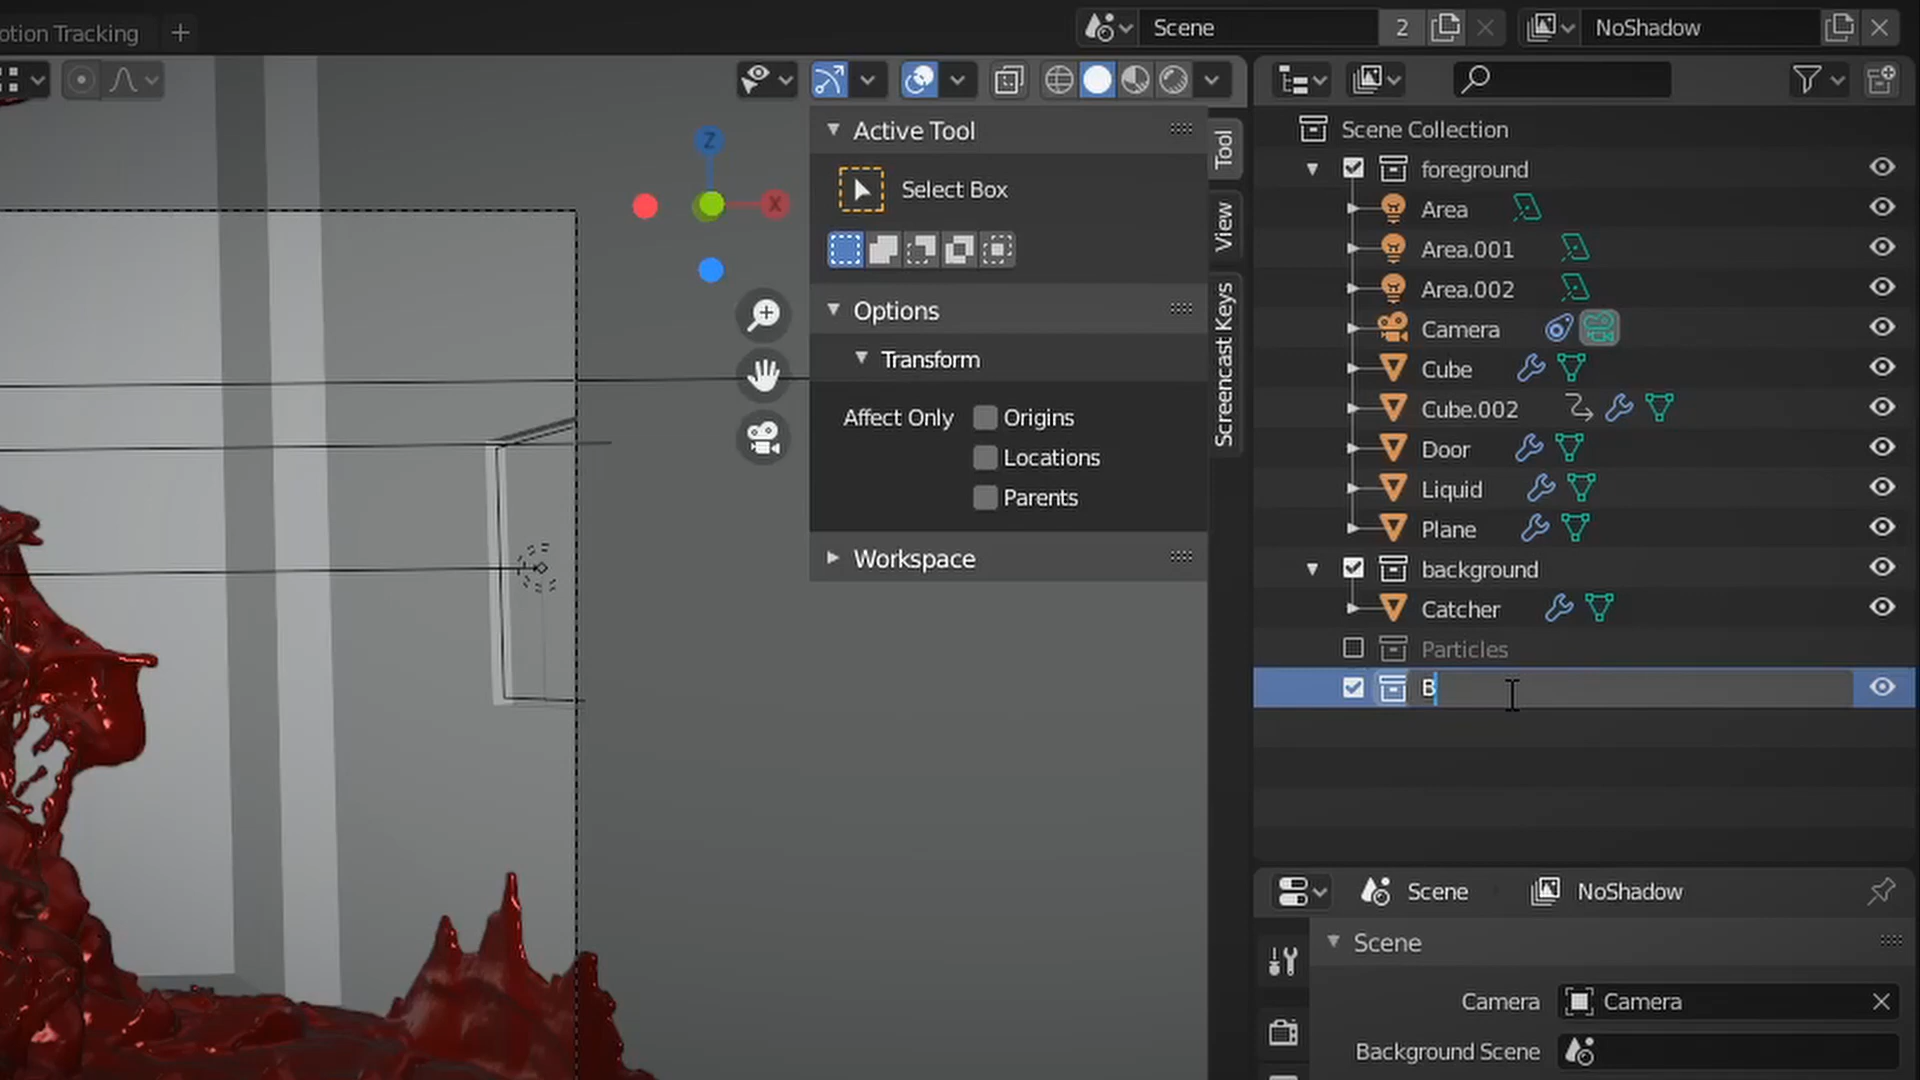 otion Tracking
+
Scene
2
NoShadow
Active Tool
Select Box
Options
Transform
Affect Only
Origins
Locations
Parents
Workspace
Z
X
Tool
View
Screencast Keys
Scene Collection
foreground
Area
Area.001
Area.002
Camera
Cube
Cube.002
Door
Liquid
Plane
background
Catcher
Particles
B
Scene
NoShadow
Scene
Camera
Camera
Background Scene